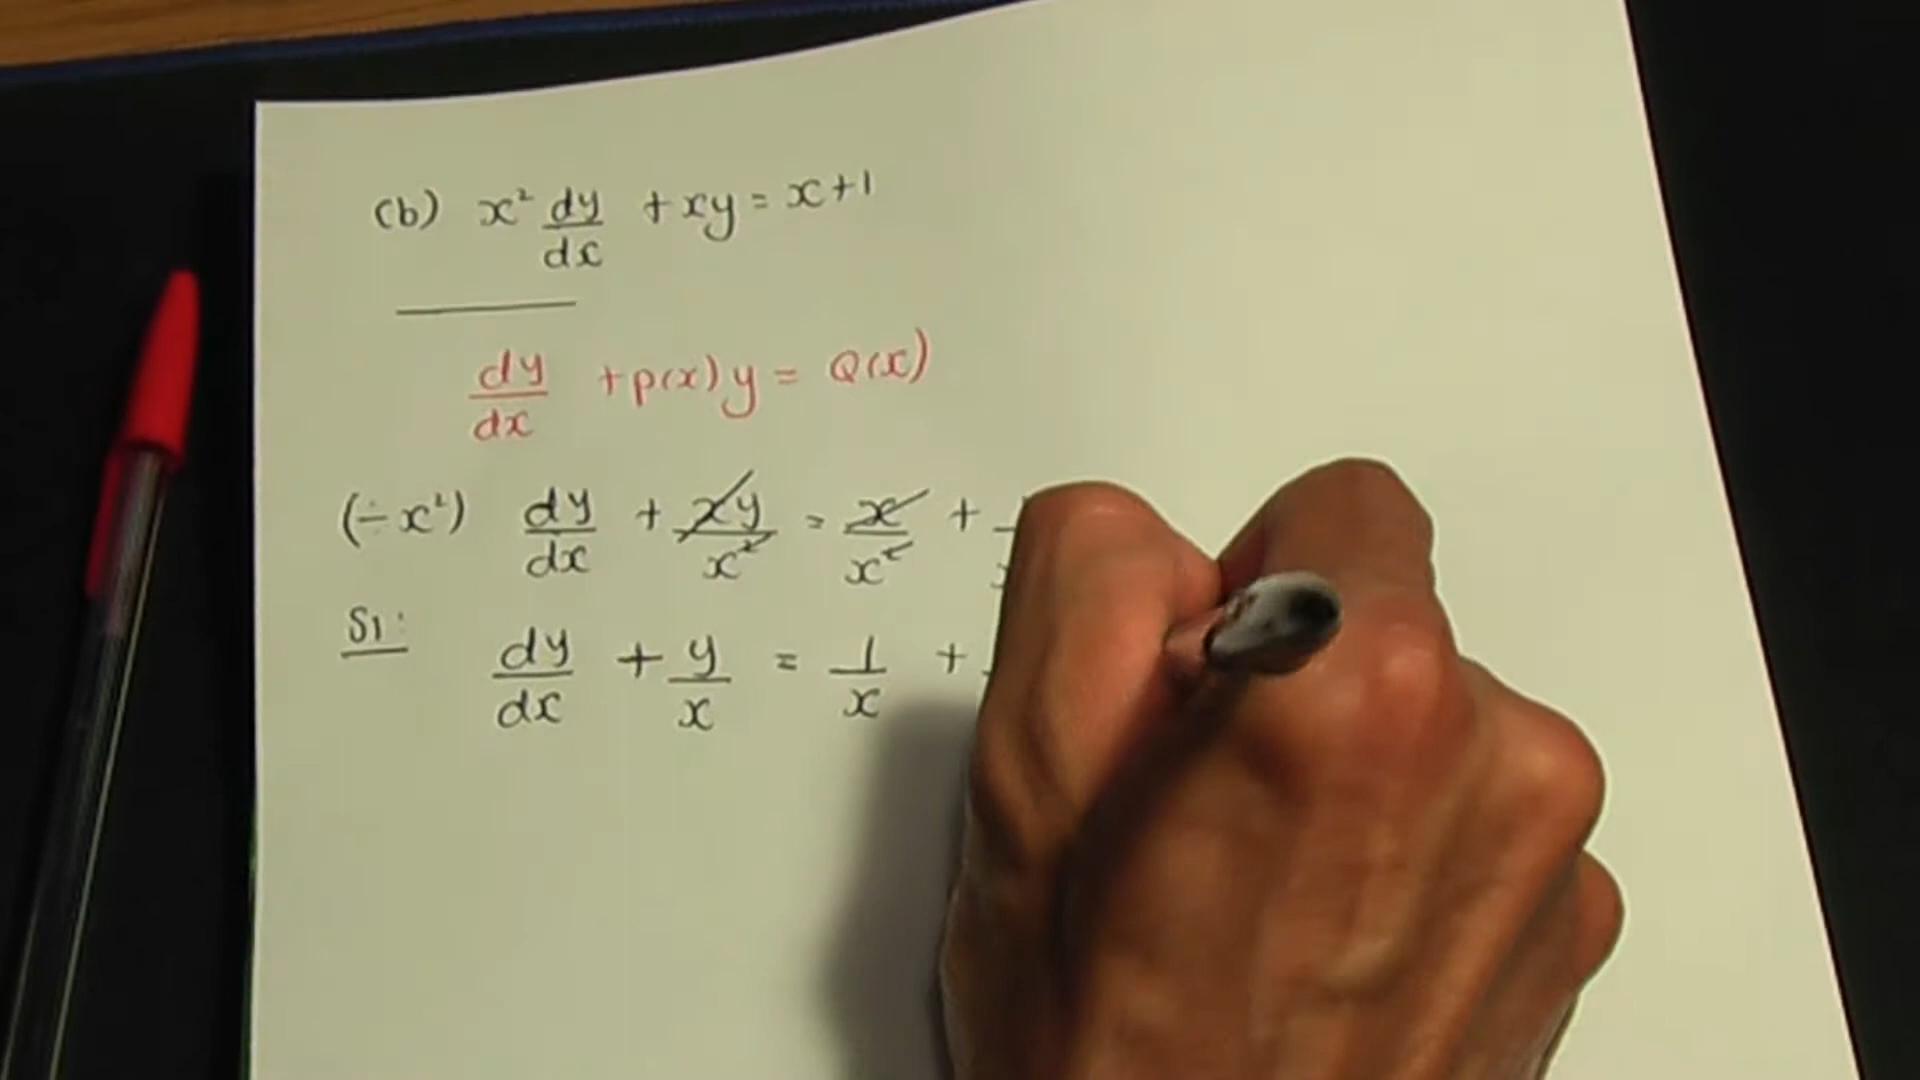 (b) x² dy/dx + xy = x+1
dy/dx + p(x)y = Q(x)
(÷x²) dy/dx + xy/x² = x/x² +
S1: dy/dx + y/x = 1/x +